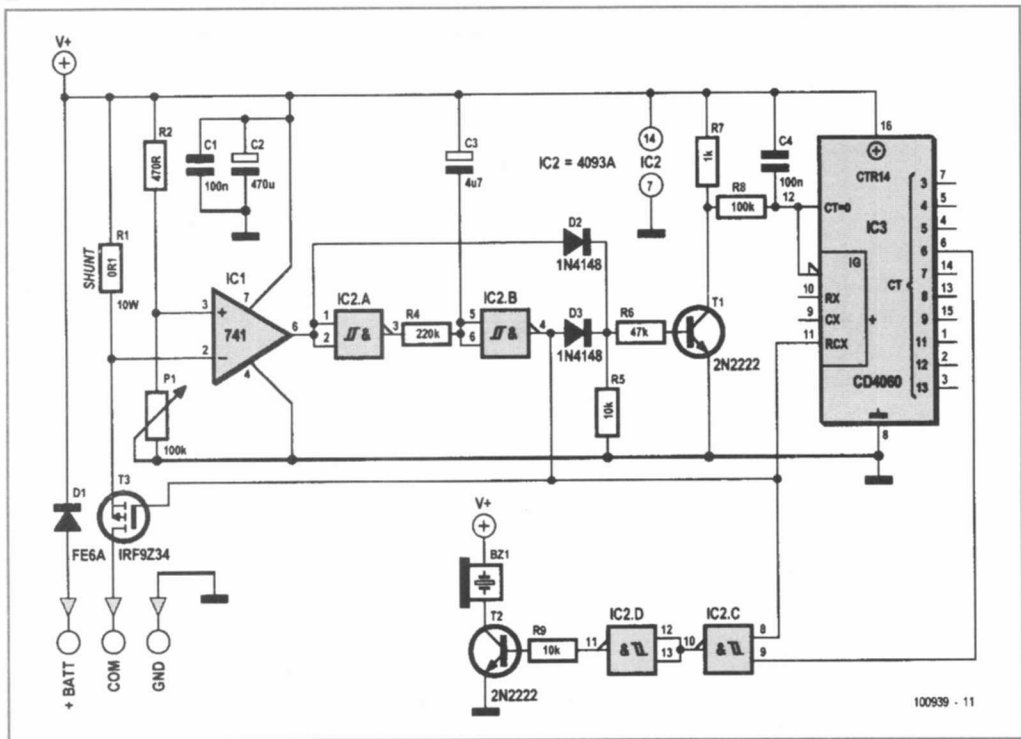 V+
R2
470R
C1
100n
C2
470u
C3
4u7
IC2 = 4093A
14
IC2
7
R7
1k
R8
100k
C4
100n
12
16
CTR14
CT=0
IC3
IG
10
RX
9
CX
11
RCX
CT
CD4060
8
3
7
4
5
5
4
6
6
7
14
8
13
9
15
11
1
12
2
13
3
SHUNT
R1
0R1
10W
IC1
3
+
2
–
741
7
6
4
P1
100k
IC2.A
1
2
&
3
R4
220k
IC2.B
5
6
&
4
D2
1N4148
D3
1N4148
R6
47k
R5
10k
T1
2N2222
D1
FE6A
T3
IRF9Z34
+ BATT
COM
GND
V+
BZ1
T2
2N2222
R9
10k
IC2.D
11
&
12
13
IC2.C
10
&
8
9
100939 - 11